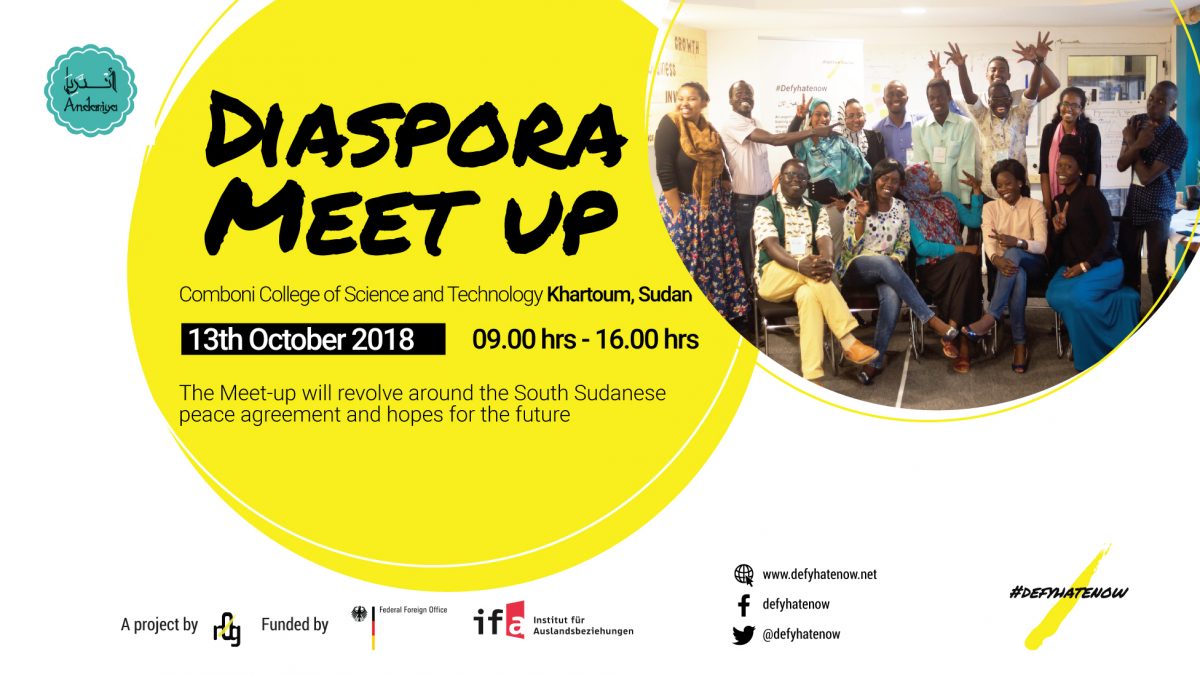 أندريا
Andariya
DIASPORA
MEET UP
Comboni College of Science and Technology Khartoum, Sudan
13th October 2018
09.00 hrs - 16.00 hrs
The Meet-up will revolve around the South Sudanese
peace agreement and hopes for the future
GROWTH
#Defyhatenow
A project by
r0g
Funded by
Federal Foreign Office
ifa
Institut für
Auslandsbeziehungen
www.defyhatenow.net
defyhatenow
@defyhatenow
#DEFYHATENOW